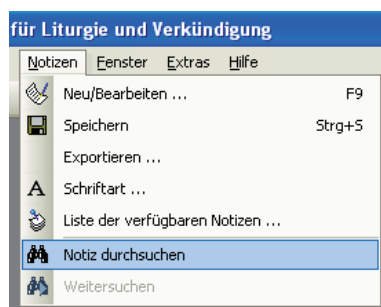 für Liturgie und Verkündigung
Notizen Fenster Extras Hilfe
Neu/Bearbeiten ... F9
Speichern Strg+S
Exportieren ...
Schriftart ...
Liste der verfügbaren Notizen ...
Notiz durchsuchen
Weitersuchen